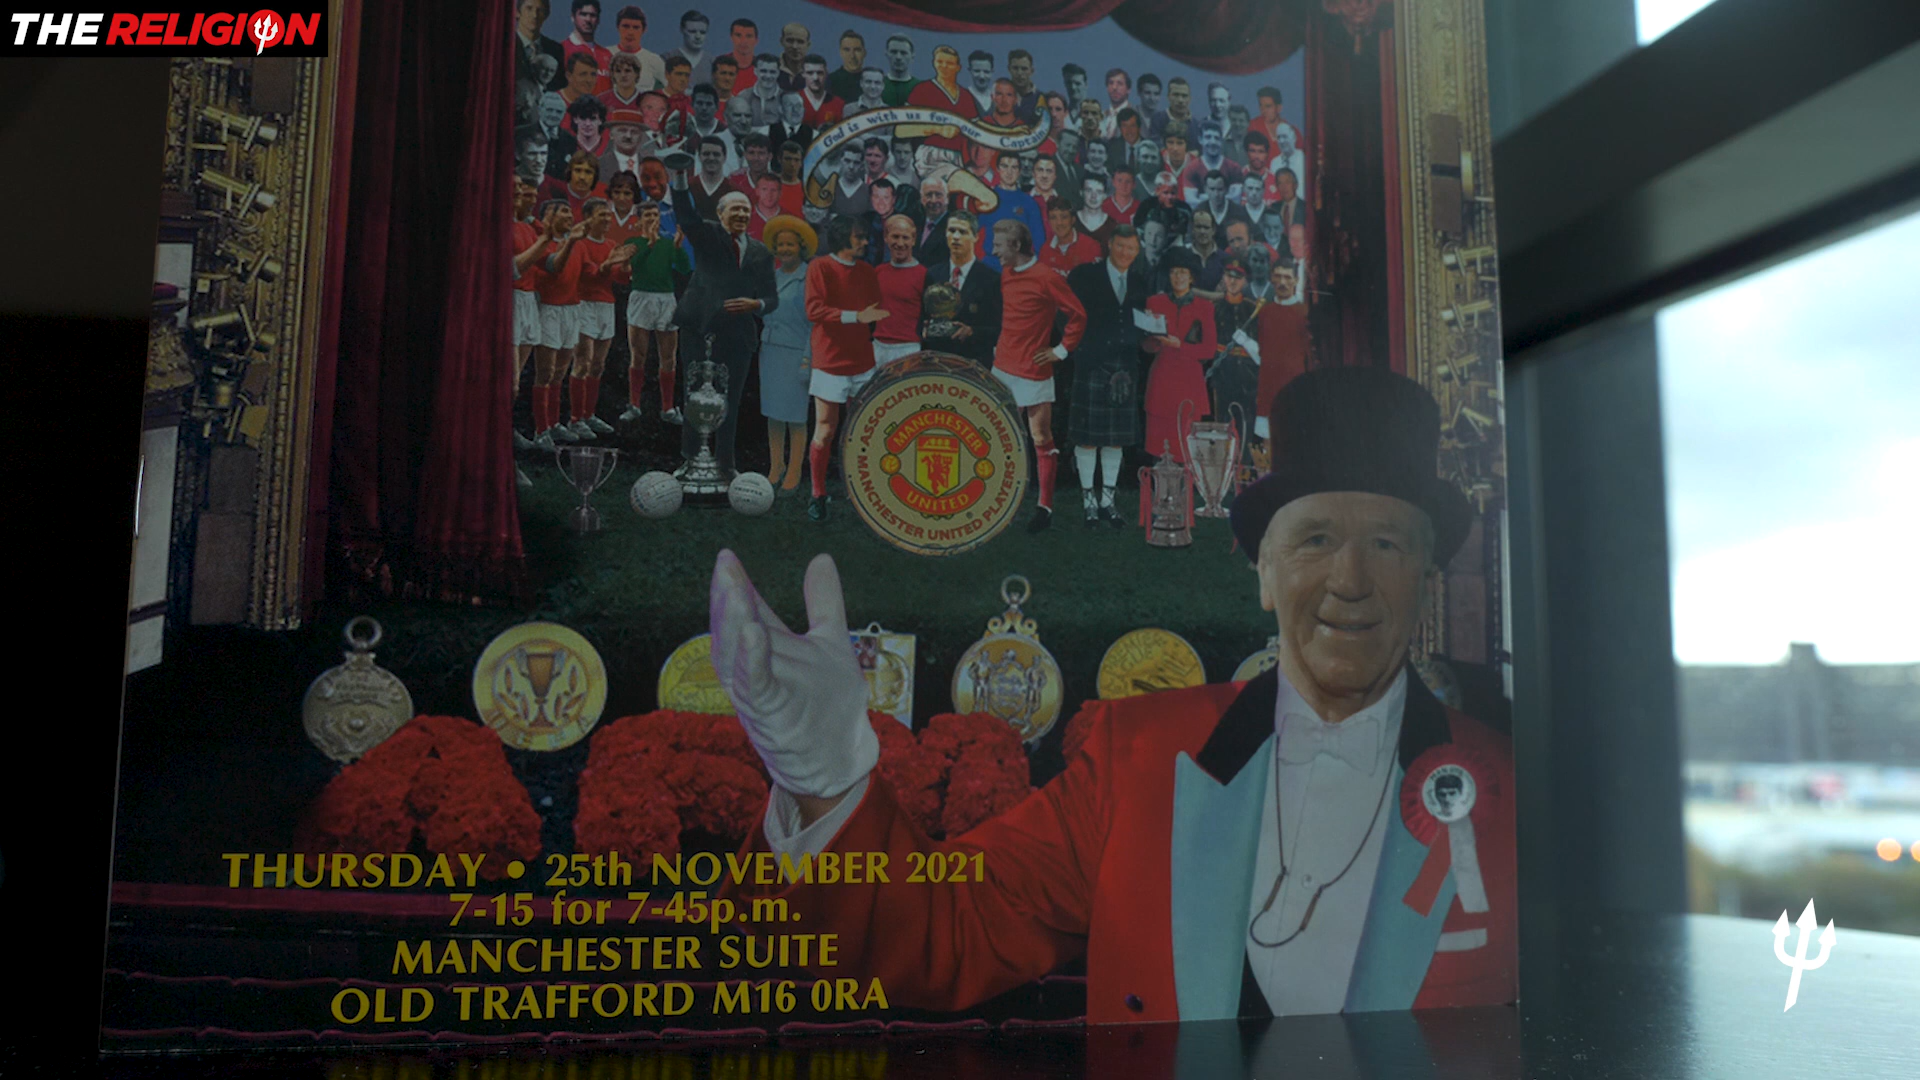 THE RELIGION
God is with us for our Captain
ASSOCIATION OF FORMER
MANCHESTER UNITED PLAYERS
MANCHESTER
UNITED
THURSDAY • 25th NOVEMBER 2021
7-15 for 7-45p.m.
MANCHESTER SUITE
OLD TRAFFORD M16 0RA